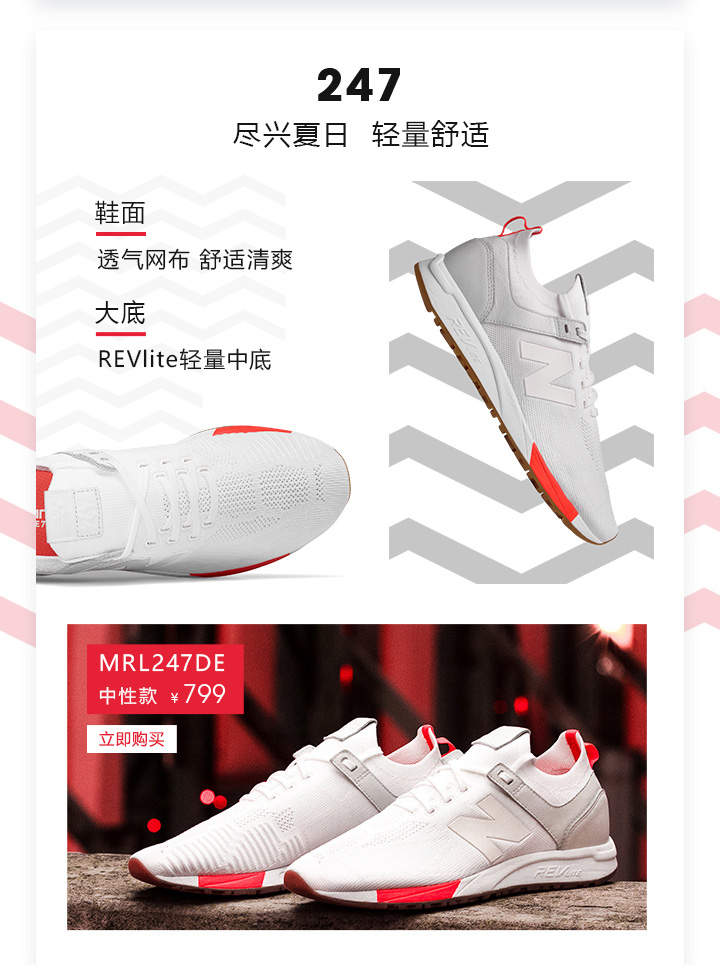 247
尽兴夏日 轻量舒适
鞋面
透气网布 舒适清爽
大底
REVlite轻量中底
REVLITE
N
MRL247DE
中性款 ¥799
立即购买
N
REVLITE